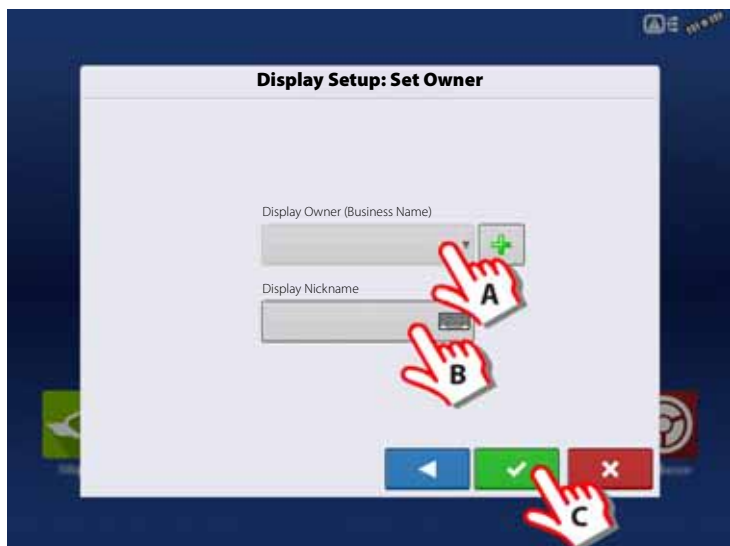 Display Setup: Set Owner
Display Owner (Business Name)
A
Display Nickname
B
C